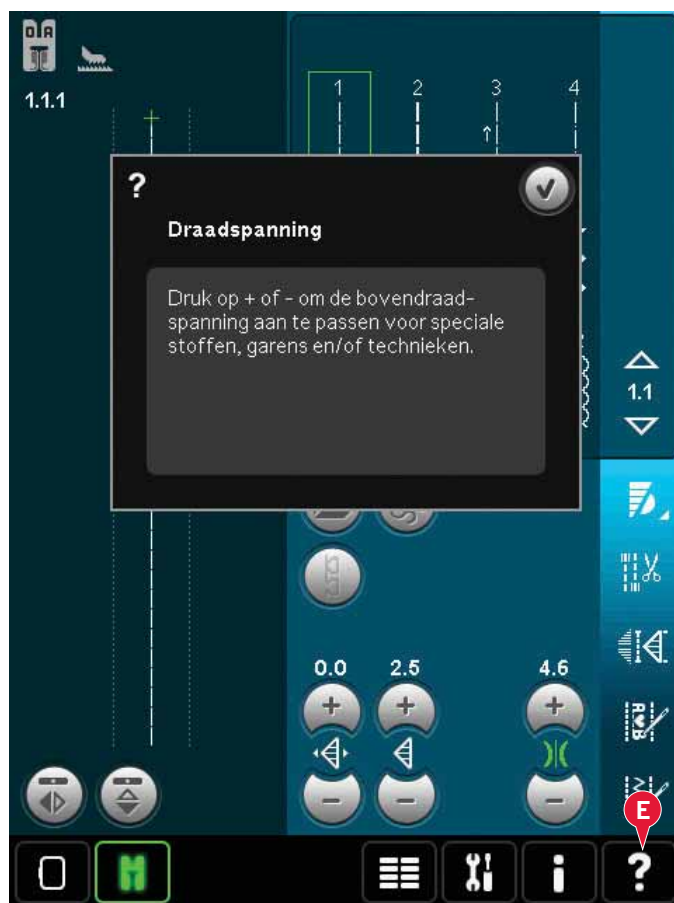 0A
1.1.1
1 2 3 4
?
Draadspanning
Druk op + of - om de bovendraad-
spanning aan te passen voor speciale
stoffen, garens en/of technieken.
1.1
0.0 2.5 4.6
+ + +
- - -
A B
E
i ?